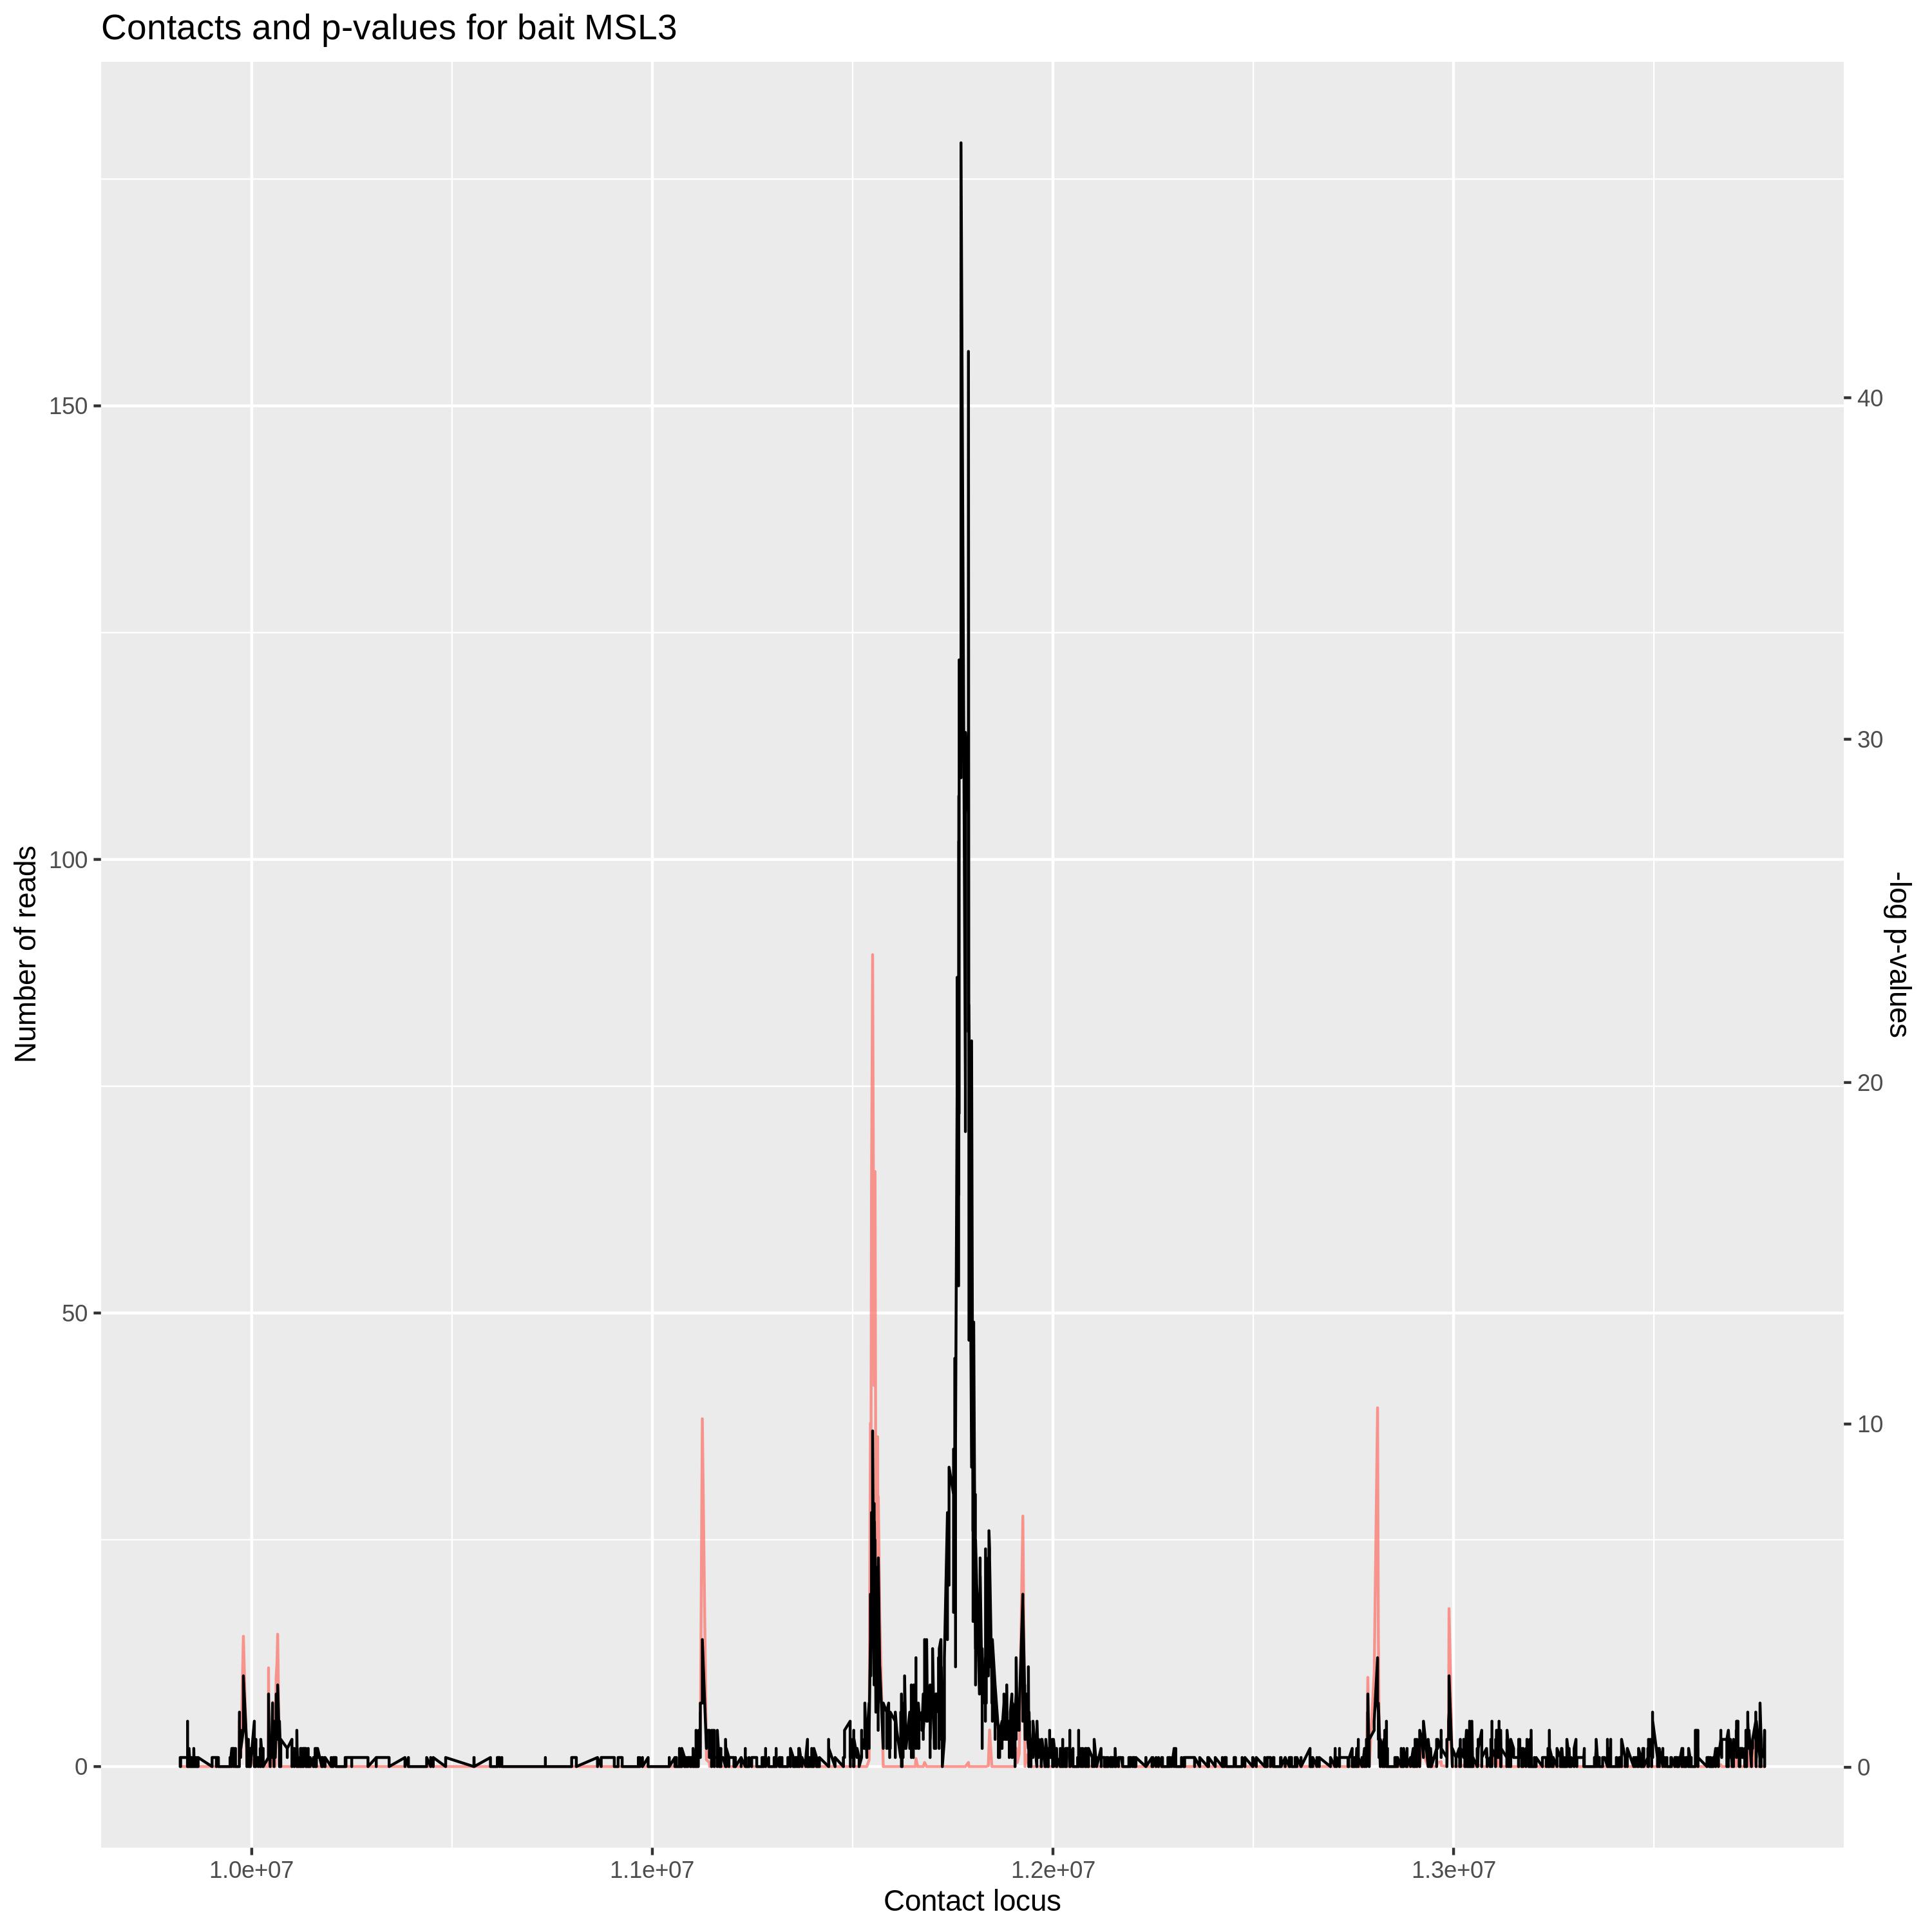 Contacts and p-values for bait MSL3
Number of reads
150
100
50
0
40
30
20
10
0
-log p-values
1.0e+07
1.1e+07
1.2e+07
1.3e+07
Contact locus